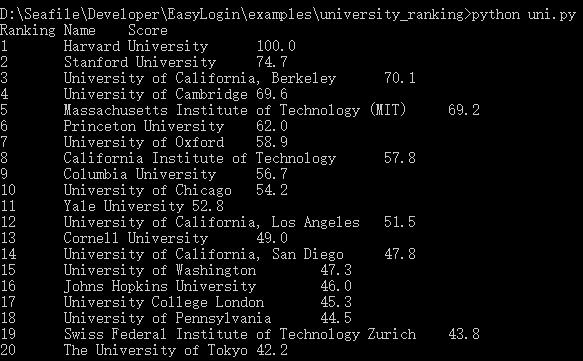 D:\Seafile\Developer\EasyLogin\examples\university_ranking>python uni.py
Ranking Name    Score
1       Harvard University      100.0
2       Stanford University     74.7
3       University of California, Berkeley      70.1
4       University of Cambridge 69.6
5       Massachusetts Institute of Technology (MIT)     69.2
6       Princeton University    62.0
7       University of Oxford    58.9
8       California Institute of Technology      57.8
9       Columbia University     56.7
10      University of Chicago   54.2
11      Yale University 52.8
12      University of California, Los Angeles   51.5
13      Cornell University      49.0
14      University of California, San Diego     47.8
15      University of Washington        47.3
16      Johns Hopkins University        46.0
17      University College London       45.3
18      University of Pennsylvania      44.5
19      Swiss Federal Institute of Technology Zurich    43.8
20      The University of Tokyo 42.2